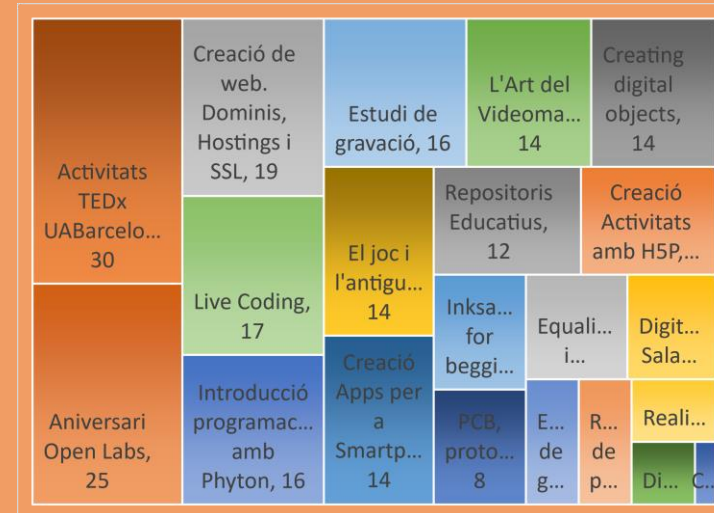 Activitats
TEDx
UABarcelo...
30
Aniversari
Open Labs,
25
Creació de
web.
Dominis,
Hostings i
SSL, 19
Live Coding,
17
Introducció
programac...
amb
Phyton, 16
Estudi de
gravació, 16
L'Art del
Videoma...
14
Creating
digital
objects,
14
El joc i
l'antigu...
14
Creació
Apps per
a
Smartp...
14
Repositoris
Educatius,
12
Creació
Activitats
amb H5P,...
Inksa...
for
beggi...
PCB,
proto...
8
Equali...
i...
Digit...
Sala...
E...
de
g...
R...
de
p...
Reali...
Di...
C...